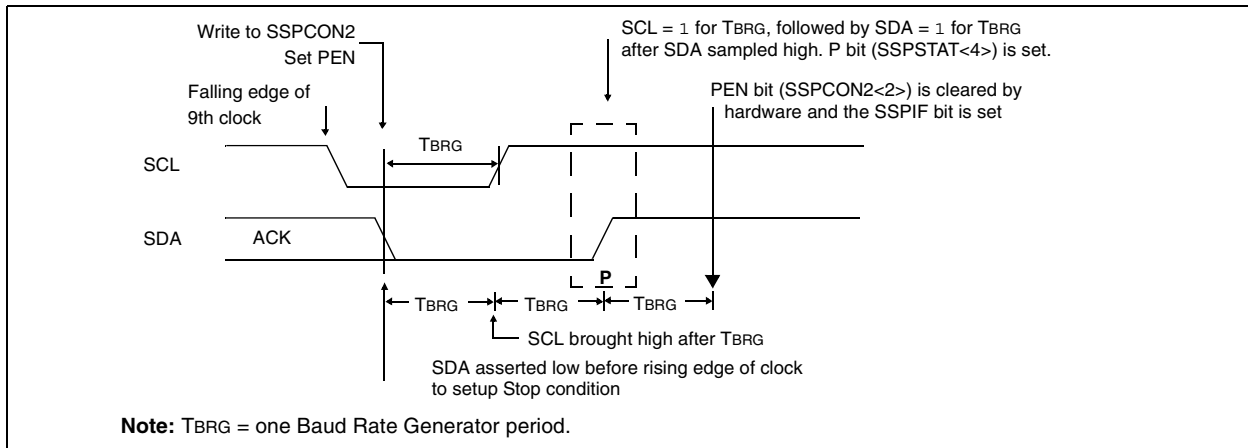 Write to SSPCON2
Set PEN
SCL = 1 for TBRG, followed by SDA = 1 for TBRG
after SDA sampled high. P bit (SSPSTAT<4>) is set.
Falling edge of
9th clock
PEN bit (SSPCON2<2>) is cleared by
hardware and the SSPIF bit is set
TBRG
SCL
SDA
ACK
P
TBRG
TBRG
TBRG
SCL brought high after TBRG
SDA asserted low before rising edge of clock
to setup Stop condition
Note: TBRG = one Baud Rate Generator period.